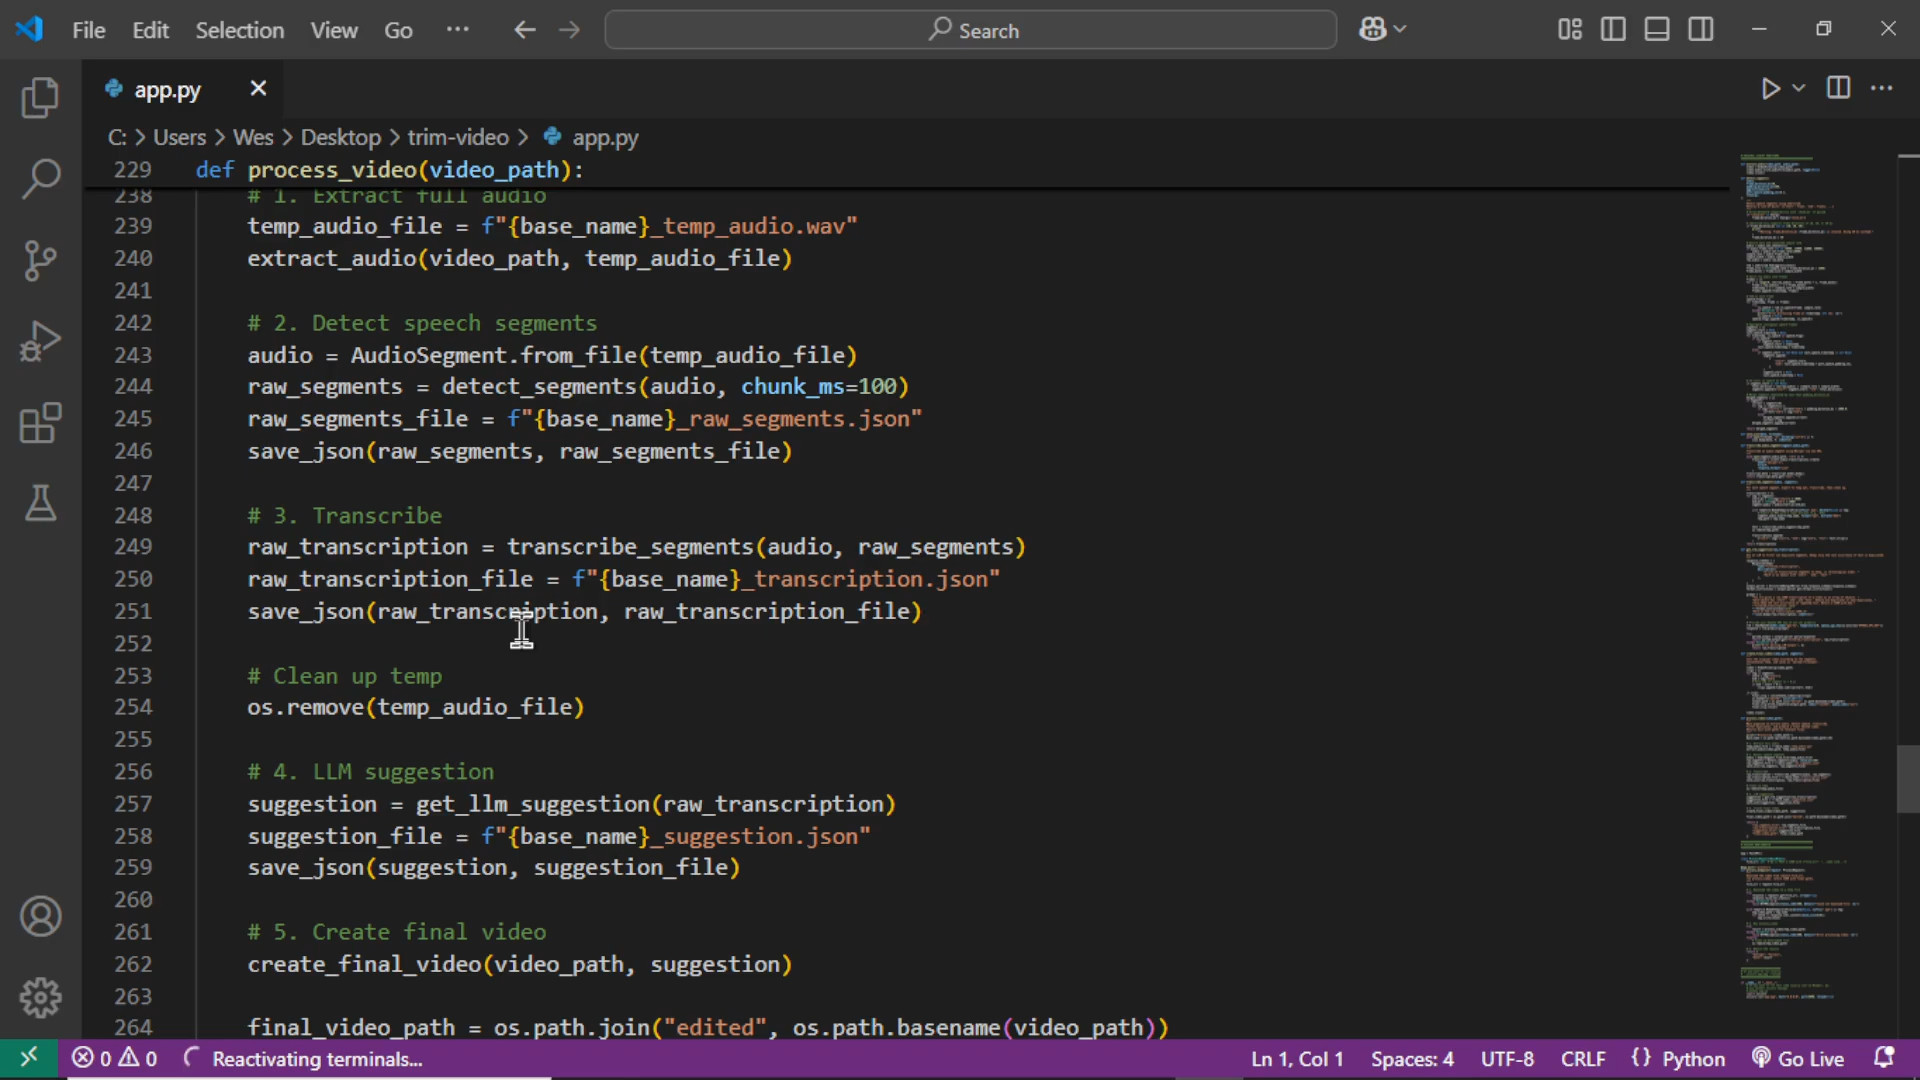 File Edit Selection View Go ··· Search
app.py
C: > Users > Wes > Desktop > trim-video > app.py
229 def process_video(video_path):
238 # 1. Extract full audio
239 temp_audio_file = f"{base_name}_temp_audio.wav"
240 extract_audio(video_path, temp_audio_file)
241
242 # 2. Detect speech segments
243 audio = AudioSegment.from_file(temp_audio_file)
244 raw_segments = detect_segments(audio, chunk_ms=100)
245 raw_segments_file = f"{base_name}_raw_segments.json"
246 save_json(raw_segments, raw_segments_file)
247
248 # 3. Transcribe
249 raw_transcription = transcribe_segments(audio, raw_segments)
250 raw_transcription_file = f"{base_name}_transcription.json"
251 save_json(raw_transcription, raw_transcription_file)
252
253 # Clean up temp
254 os.remove(temp_audio_file)
255
256 # 4. LLM suggestion
257 suggestion = get_llm_suggestion(raw_transcription)
258 suggestion_file = f"{base_name}_suggestion.json"
259 save_json(suggestion, suggestion_file)
260
261 # 5. Create final video
262 create_final_video(video_path, suggestion)
263
264 final_video_path = os.path.join("edited", os.path.basename(video_path))
0 0 Reactivating terminals... Ln 1, Col 1 Spaces: 4 UTF-8 CRLF {} Python Go Live